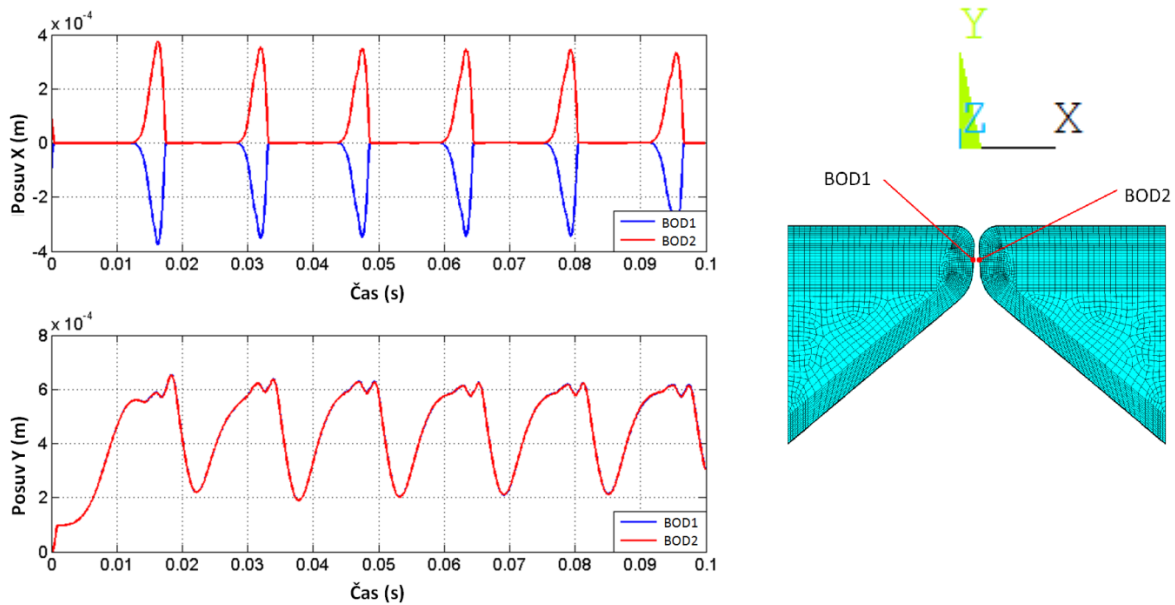 x 10⁻⁴
4
2
0
-2
-4
Posuv X (m)
0 0.01 0.02 0.03 0.04 0.05 0.06 0.07 0.08 0.09 0.1
Čas (s)
BOD1
BOD2
x 10⁻⁴
8
6
4
2
0
Posuv Y (m)
0 0.01 0.02 0.03 0.04 0.05 0.06 0.07 0.08 0.09 0.1
Čas (s)
BOD1
BOD2
Y
Z X
BOD1
BOD2